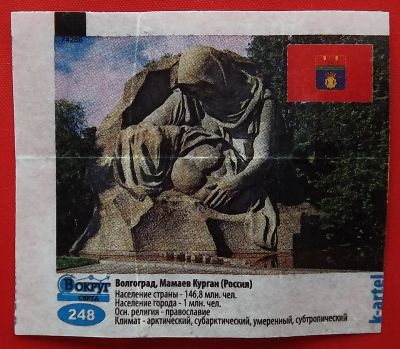 74286
k-artel
Вокруг
света
248
Волгоград, Мамаев Курган (Россия)
Население страны - 146,8 млн. чел.
Население города - 1 млн. чел.
Осн. религия - православие
Климат - арктический, субарктический, умеренный, субтропический